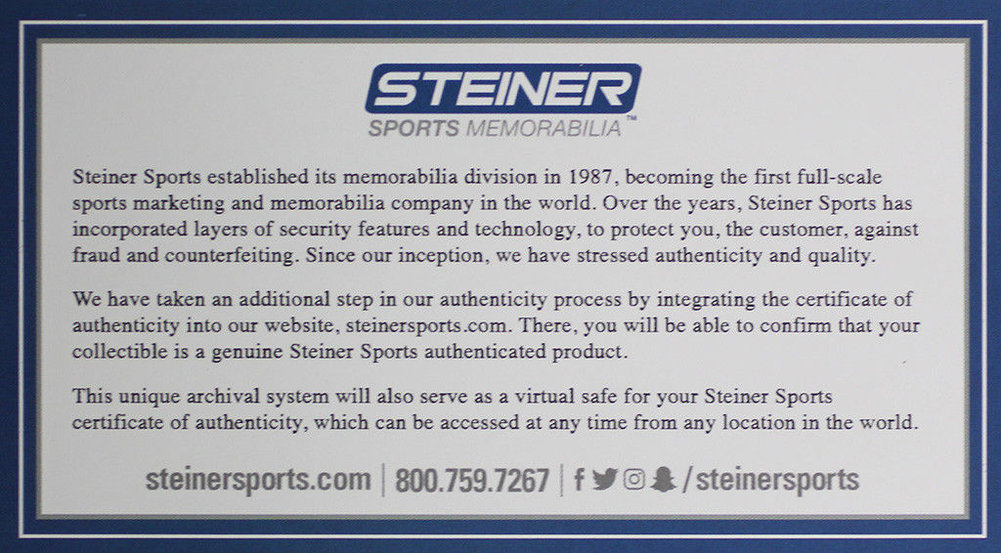 STEINER
SPORTS MEMORABILIA™
Steiner Sports established its memorabilia division in 1987, becoming the first full-scale
sports marketing and memorabilia company in the world. Over the years, Steiner Sports has
incorporated layers of security features and technology, to protect you, the customer, against
fraud and counterfeiting. Since our inception, we have stressed authenticity and quality.
We have taken an additional step in our authenticity process by integrating the certificate of
authenticity into our website, steinersports.com. There, you will be able to confirm that your
collectible is a genuine Steiner Sports authenticated product.
This unique archival system will also serve as a virtual safe for your Steiner Sports
certificate of authenticity, which can be accessed at any time from any location in the world.
steinersports.com | 800.759.7267 | f /steinersports